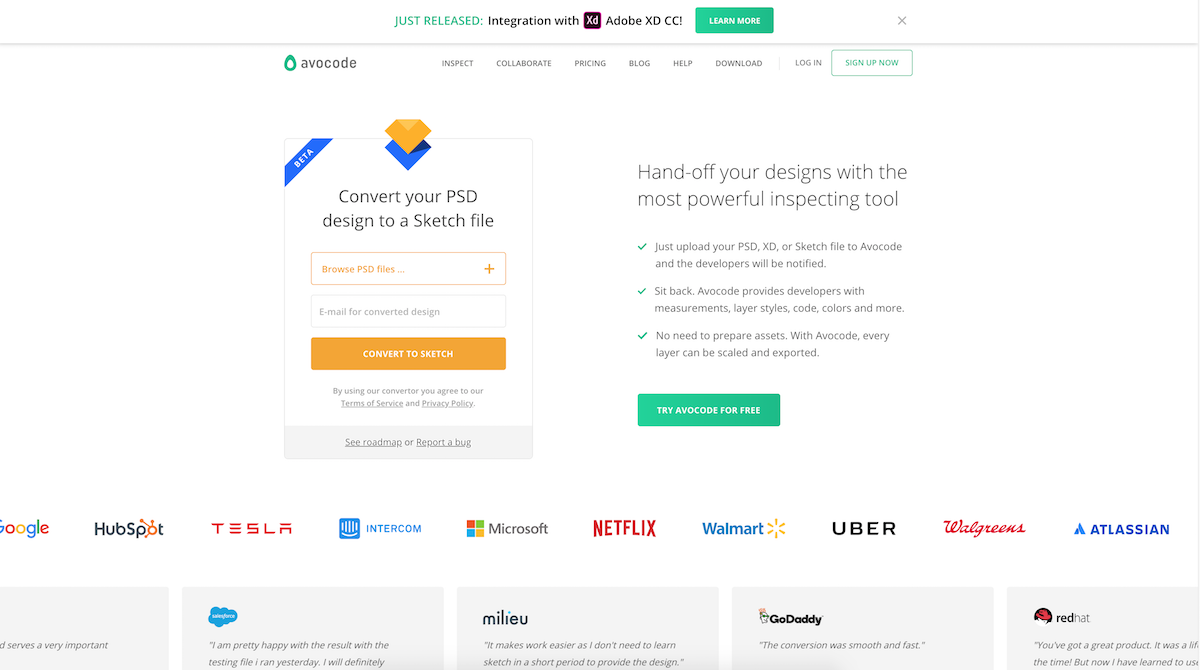 JUST RELEASED: Integration with Xd Adobe XD CC! LEARN MORE
avocode INSPECT COLLABORATE PRICING BLOG HELP DOWNLOAD LOG IN SIGN UP NOW
BETA
Convert your PSD
design to a Sketch file
Browse PSD files ... +
E-mail for converted design
CONVERT TO SKETCH
By using our convertor you agree to our
Terms of Service and Privacy Policy.
See roadmap or Report a bug
Hand-off your designs with the
most powerful inspecting tool
Just upload your PSD, XD, or Sketch file to Avocode
and the developers will be notified.
Sit back. Avocode provides developers with
measurements, layer styles, code, colors and more.
No need to prepare assets. With Avocode, every
layer can be scaled and exported.
TRY AVOCODE FOR FREE
Google HubSpot TESLA INTERCOM Microsoft NETFLIX Walmart UBER Walgreens ATLASSIAN
serves a very important
salesforce
"I am pretty happy with the result with the
testing file i ran yesterday. I will definitely
milieu
"It makes work easier as I don't need to learn
sketch in a short period to provide the design."
GoDaddy
"The conversion was smooth and fast."
redhat
"You've got a great product. It was a
the time! But now I have learned to